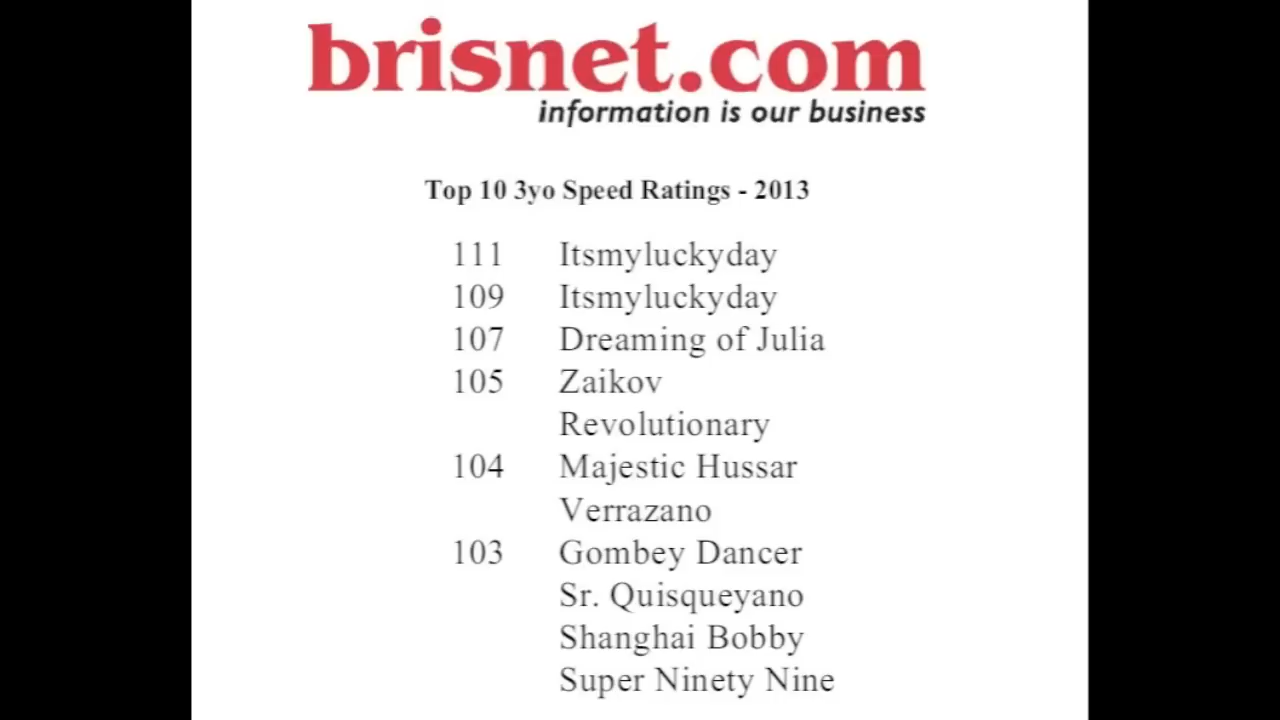 brisnet.com
information is our business
Top 10 3yo Speed Ratings - 2013
111 Itsmyluckyday
109 Itsmyluckyday
107 Dreaming of Julia
105 Zaikov
Revolutionary
104 Majestic Hussar
Verrazano
103 Gombey Dancer
Sr. Quisqueyano
Shanghai Bobby
Super Ninety Nine